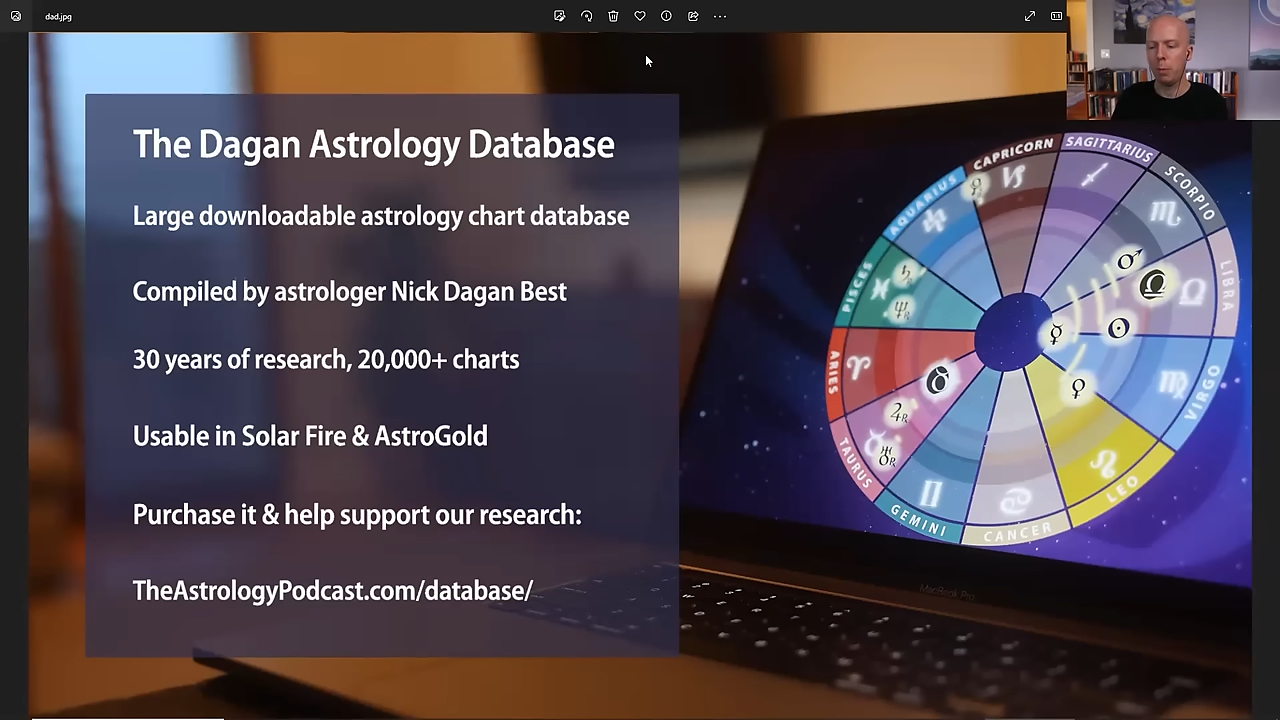 dad.jpg
The Dagan Astrology Database
Large downloadable astrology chart database
Compiled by astrologer Nick Dagan Best
30 years of research, 20,000+ charts
Usable in Solar Fire & AstroGold
Purchase it & help support our research:
TheAstrologyPodcast.com/database/
CAPRICORN
SAGITTARIUS
SCORPIO
LIBRA
VIRGO
LEO
CANCER
GEMINI
TAURUS
ARIES
PISCES
AQUARIUS
MacBook Pro